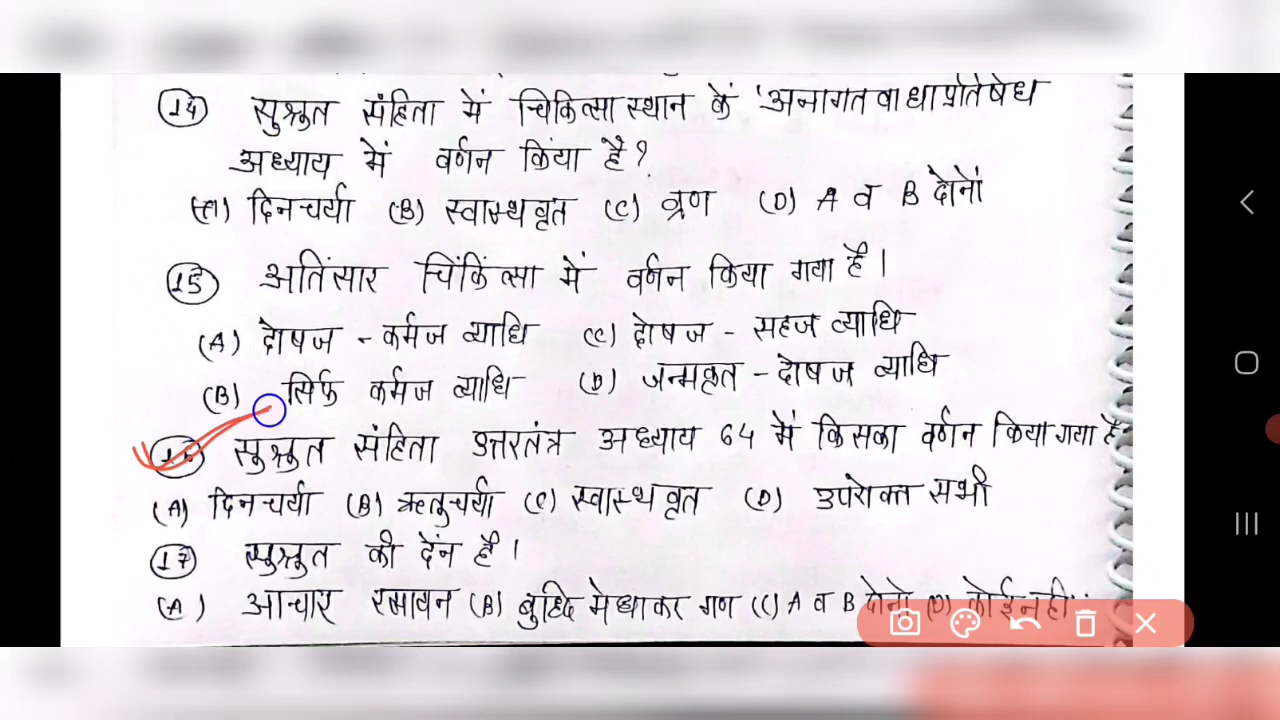 14 सुश्रुत संहिता में चिकित्सा स्थान के 'अनागतवाधाप्रतिषेध
अध्याय में वर्णन किंया है?
(A) दिनचर्या (B) स्वास्थवृत (C) व्रण (D) A व B दोनों
15 अतिंसार चिंकिंत्सा में वर्णन किया गया है।
(A) दोषज - कर्मज व्याधि (C) दोषज - सहज व्याधि
(B) सिर्फ कर्मज व्याधि (D) जन्मकृत - दोषज व्याधि
सुश्रुत संहिता उत्तरतंत्र अध्याय 64 में किसका वर्णन किया गया है
(A) दिनचर्या (B) ऋतुचर्या (C) स्वास्थवृत (D) उपरोक्त सभी
17 सुश्रुत की देंन है।
(A) आचार रसायन (B) बुध्दि मेधाकर गण (C) A व B दोनो (D) कोई नही